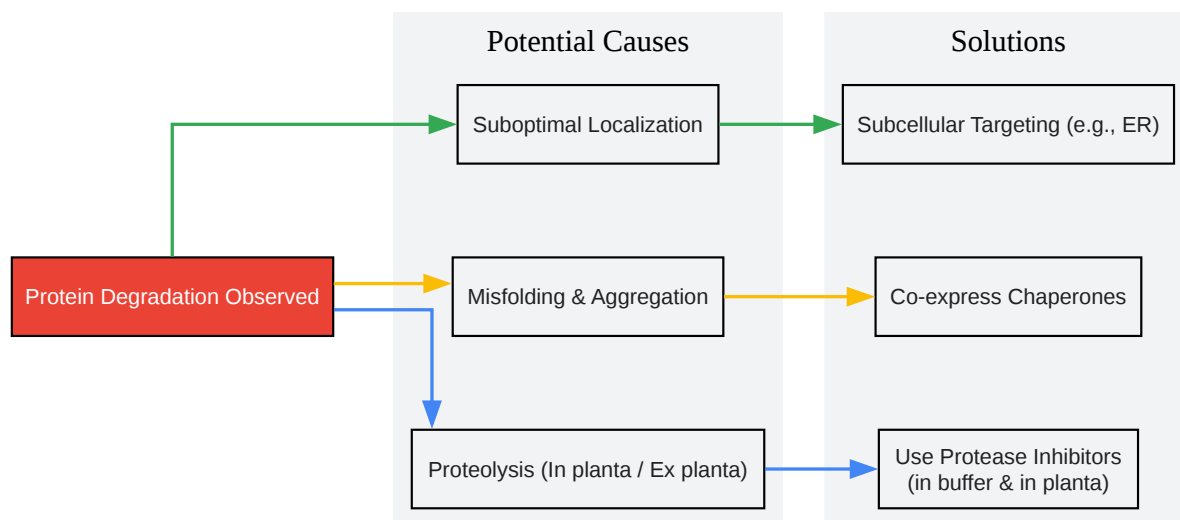 Potential Causes
Solutions
Suboptimal Localization
Subcellular Targeting (e.g., ER)
Protein Degradation Observed
Misfolding & Aggregation
Co-express Chaperones
Proteolysis (In planta / Ex planta)
Use Protease Inhibitors
(in buffer & in planta)